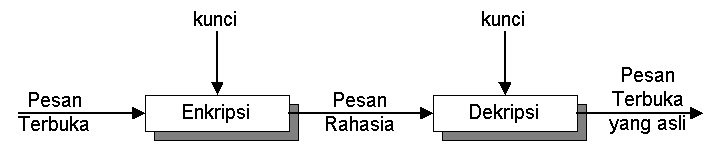 kunci
kunci
Pesan
Terbuka
Enkripsi
Pesan
Rahasia
Dekripsi
Pesan
Terbuka
yang asli